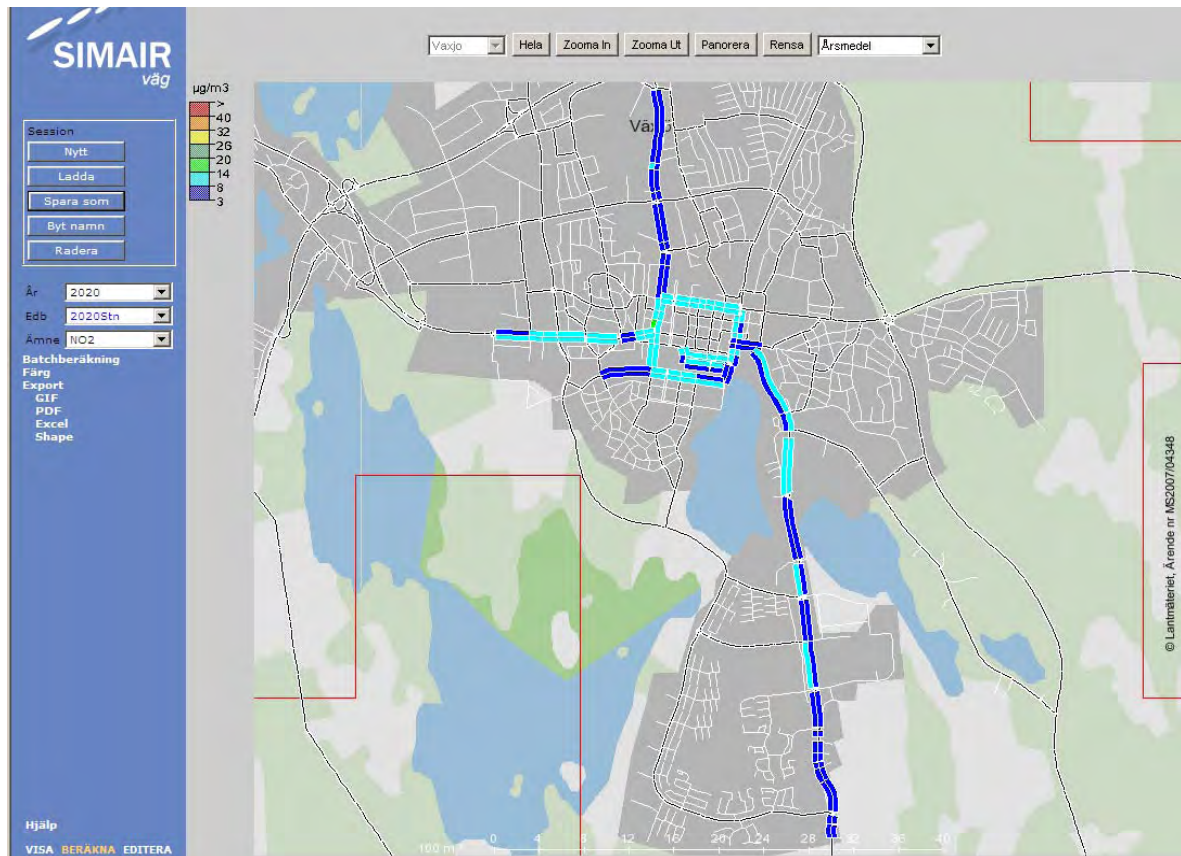 SIMAIR
väg
Vaxjo
Hela
Zooma In
Zooma Ut
Panorera
Rensa
Årsmedel
µg/m3
>
40
32
26
20
14
8
3
Session
Nytt
Ladda
Spara som
Byt namn
Radera
År 2020
Edb 2020Stn
Ämne NO2
Batchberäkning
Färg
Export
GIF
PDF
Excel
Shape
Växjö
© Lantmäteriet, Ärende nr MS2007/04348
100 m 0 4 8 12 16 20 24 28 32 36 40
Hjälp
VISA BERÄKNA EDITERA